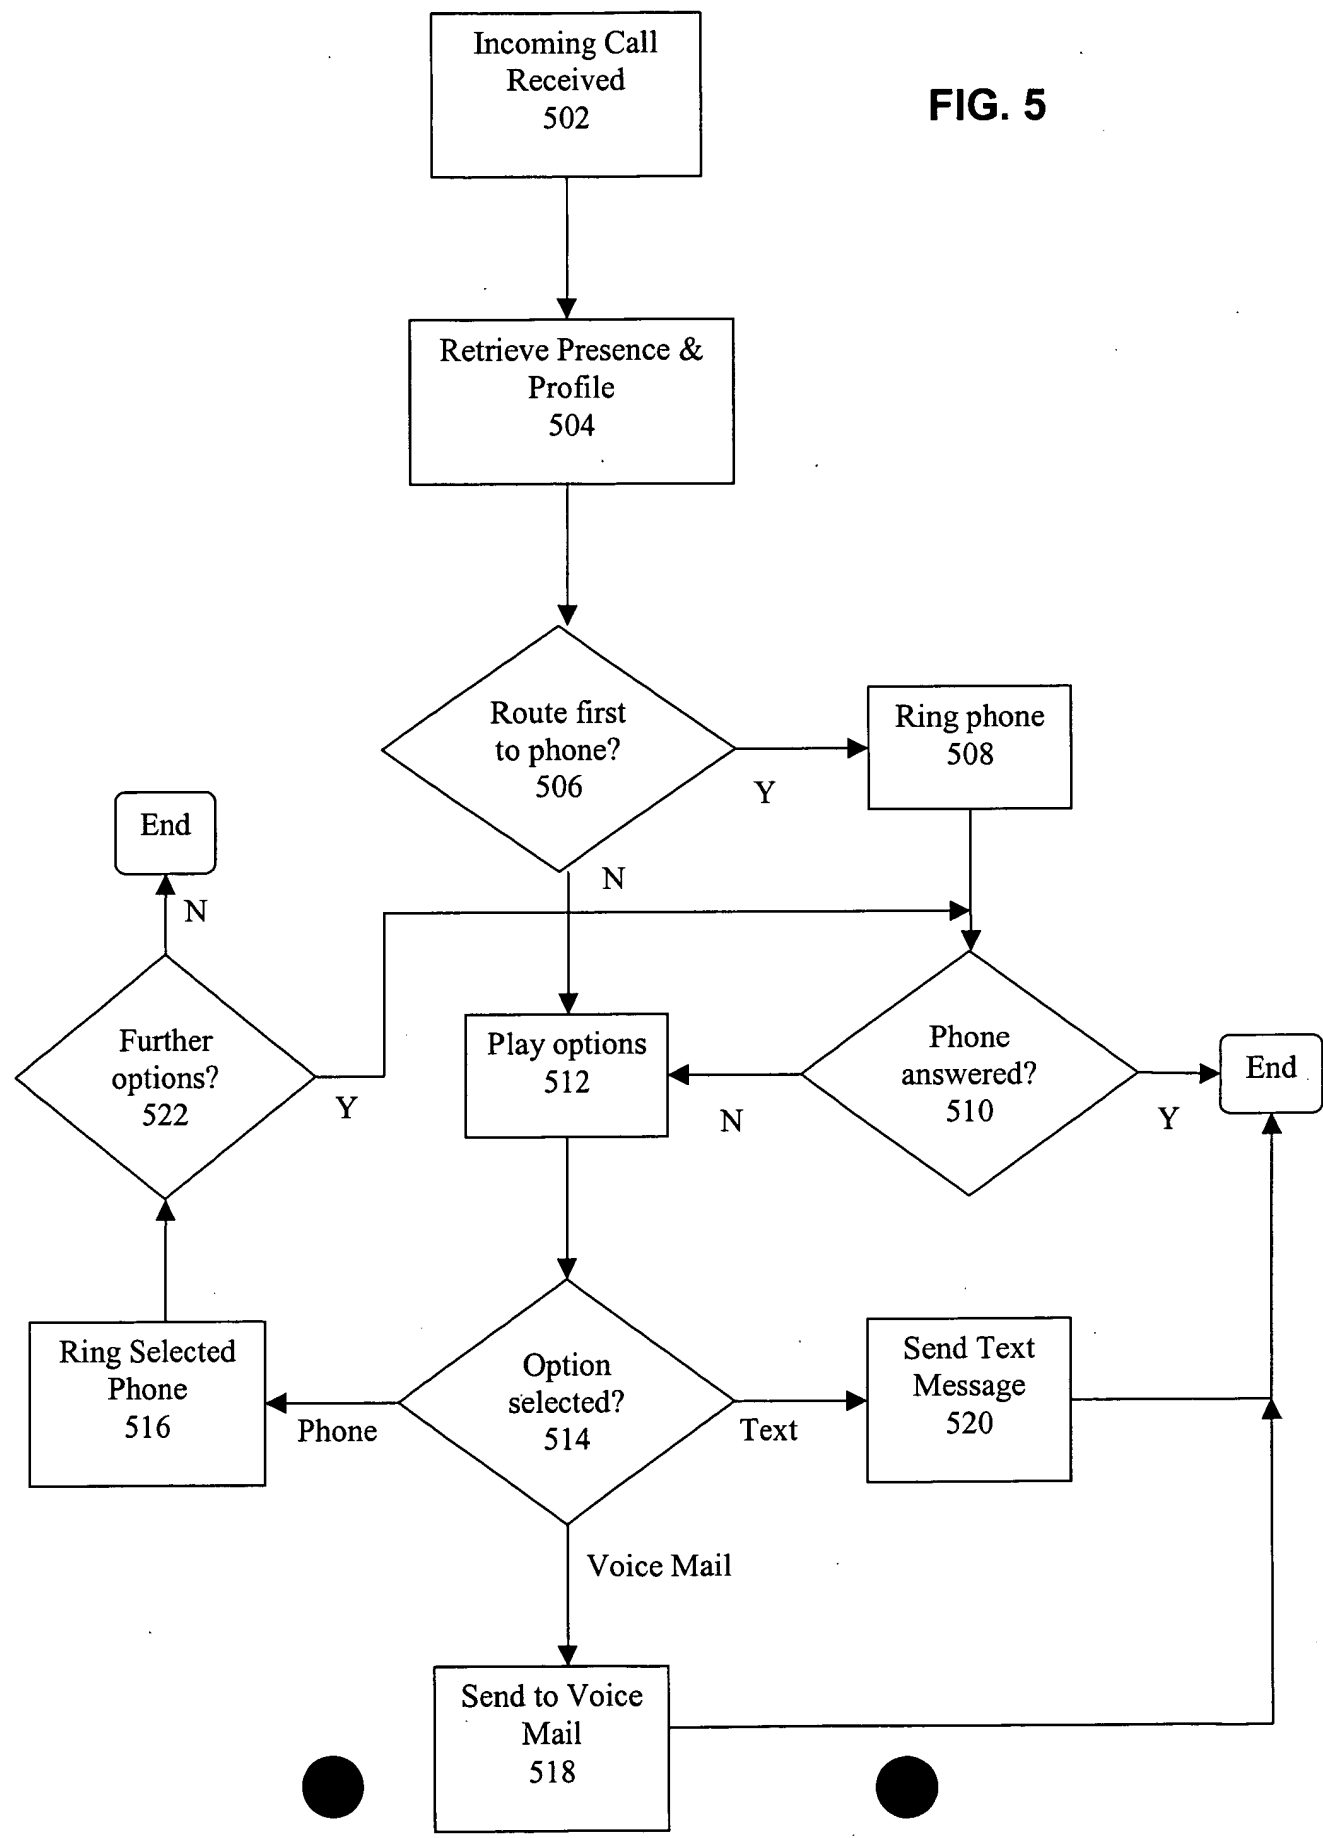 Incoming Call
Received
502
FIG. 5
Retrieve Presence &
Profile
504
Route first
to phone?
506
Y
Ring phone
508
End
N
N
Further
options?
522
Y
Play options
512
N
Phone
answered?
510
Y
End
Ring Selected
Phone
516
Phone
Option
selected?
514
Text
Send Text
Message
520
Voice Mail
Send to Voice
Mail
518